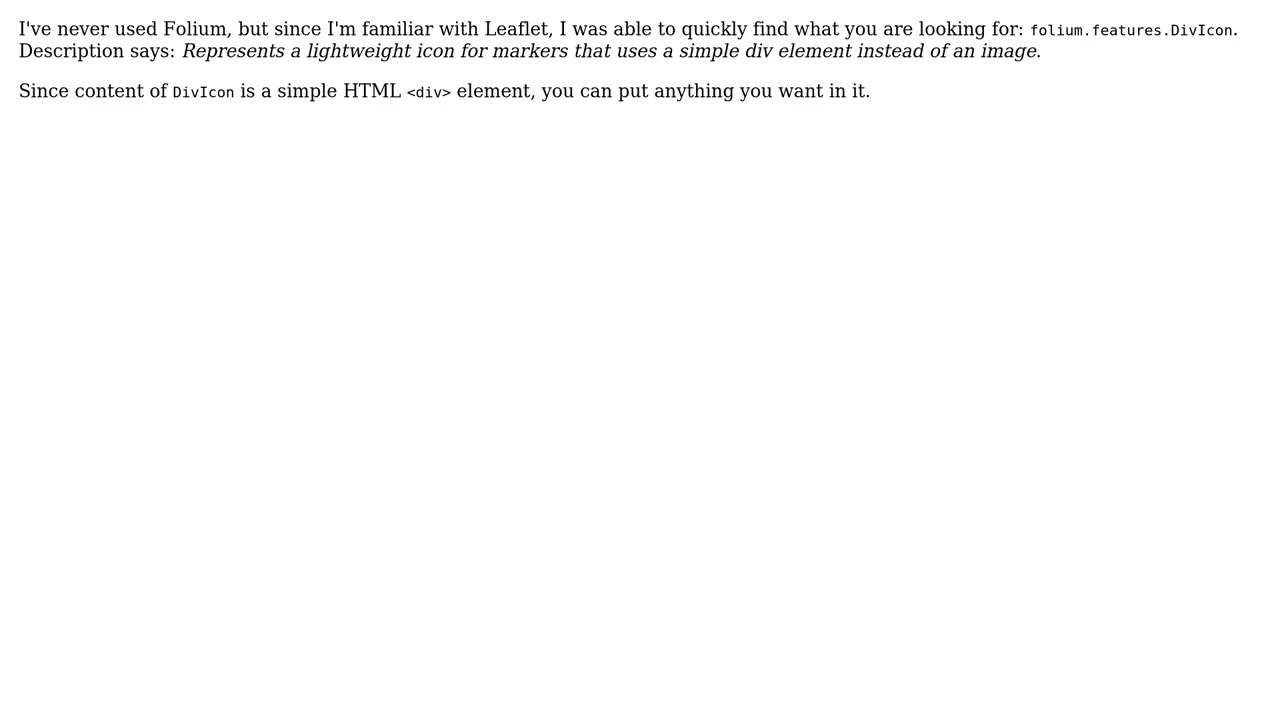 I've never used Folium, but since I'm familiar with Leaflet, I was able to quickly find what you are looking for: folium.features.DivIcon.
Description says: Represents a lightweight icon for markers that uses a simple div element instead of an image.
Since content of DivIcon is a simple HTML <div> element, you can put anything you want in it.